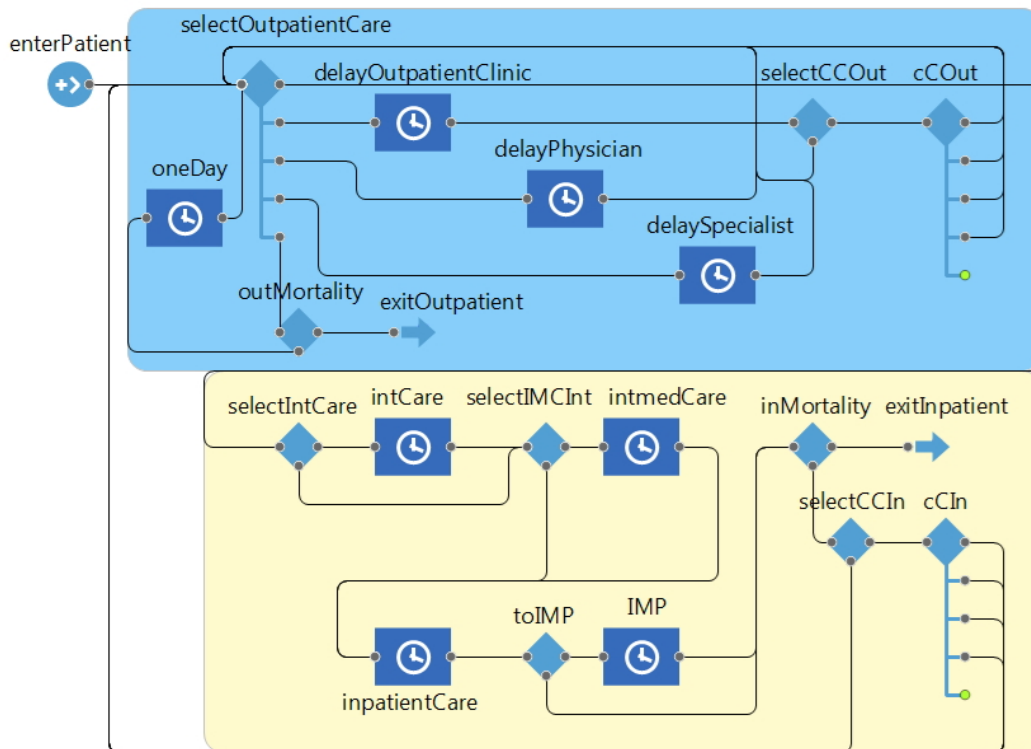 selectOutpatientCare
enterPatient
delayOutpatientClinic
selectCCOut
cCOut
delayPhysician
oneDay
delaySpecialist
outMortality
exitOutpatient
selectIntCare
intCare
selectIMCInt
intmedCare
inMortality
exitInpatient
selectCCIn
cCIn
toIMP
IMP
inpatientCare